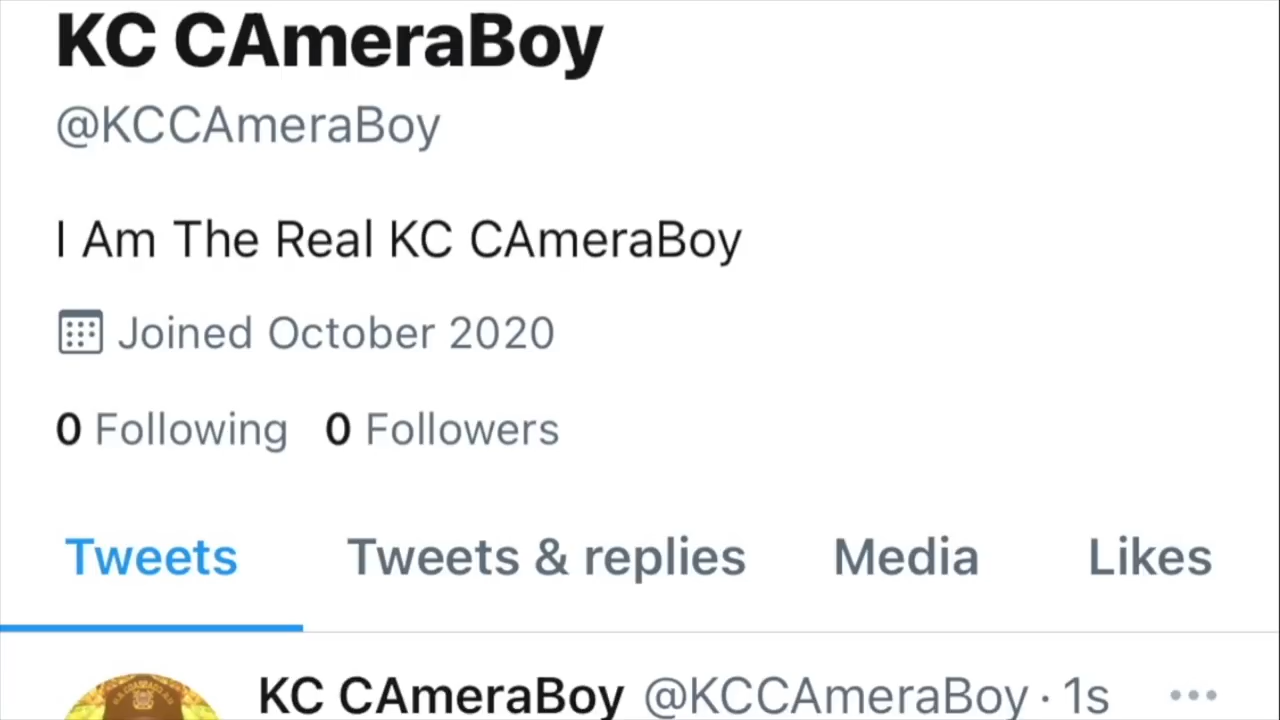 KC CAmeraBoy
@KCCAmeraBoy
I Am The Real KC CAmeraBoy
Joined October 2020
0 Following 0 Followers
Tweets Tweets & replies Media Likes
KC CAmeraBoy @KCCAmeraBoy · 1s